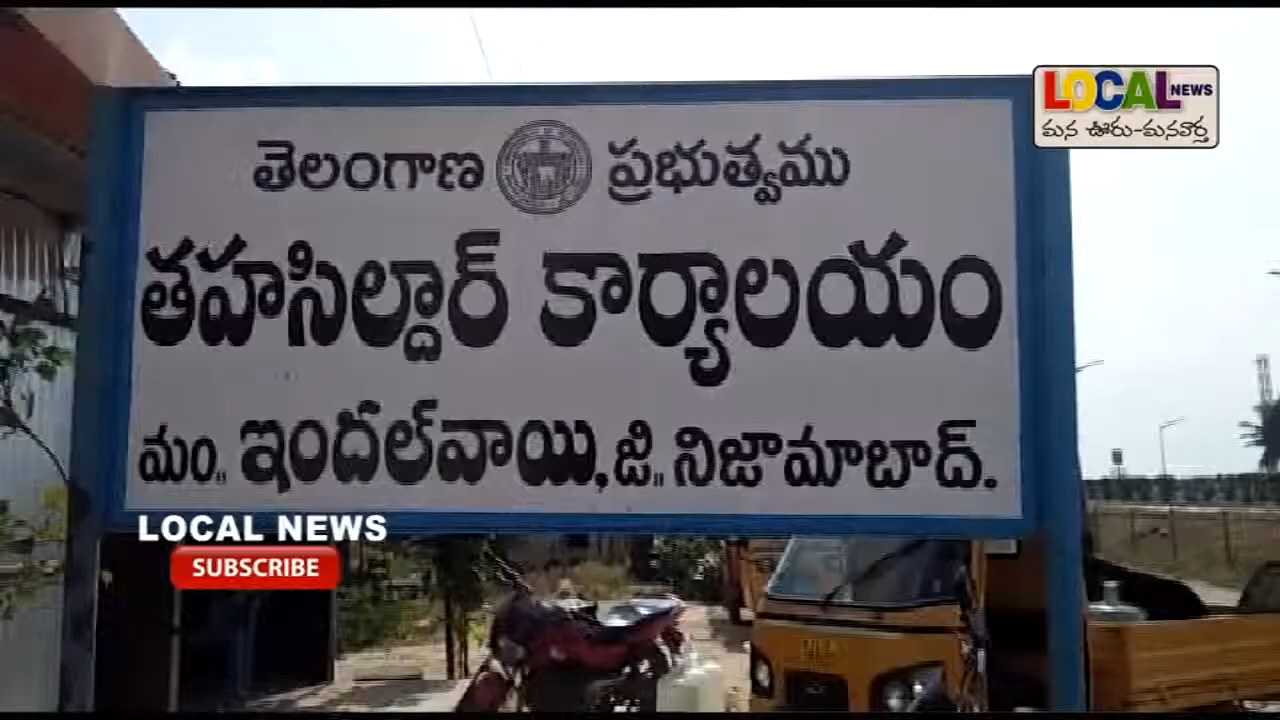 LOCAL NEWS
మన ఊరు-మనవార్త
తెలంగాణ ప్రభుత్వము
తహసిల్దార్ కార్యాలయం
మం.. ఇందల్‌వాయి, జి.. నిజామాబాద్.
LOCAL NEWS
SUBSCRIBE